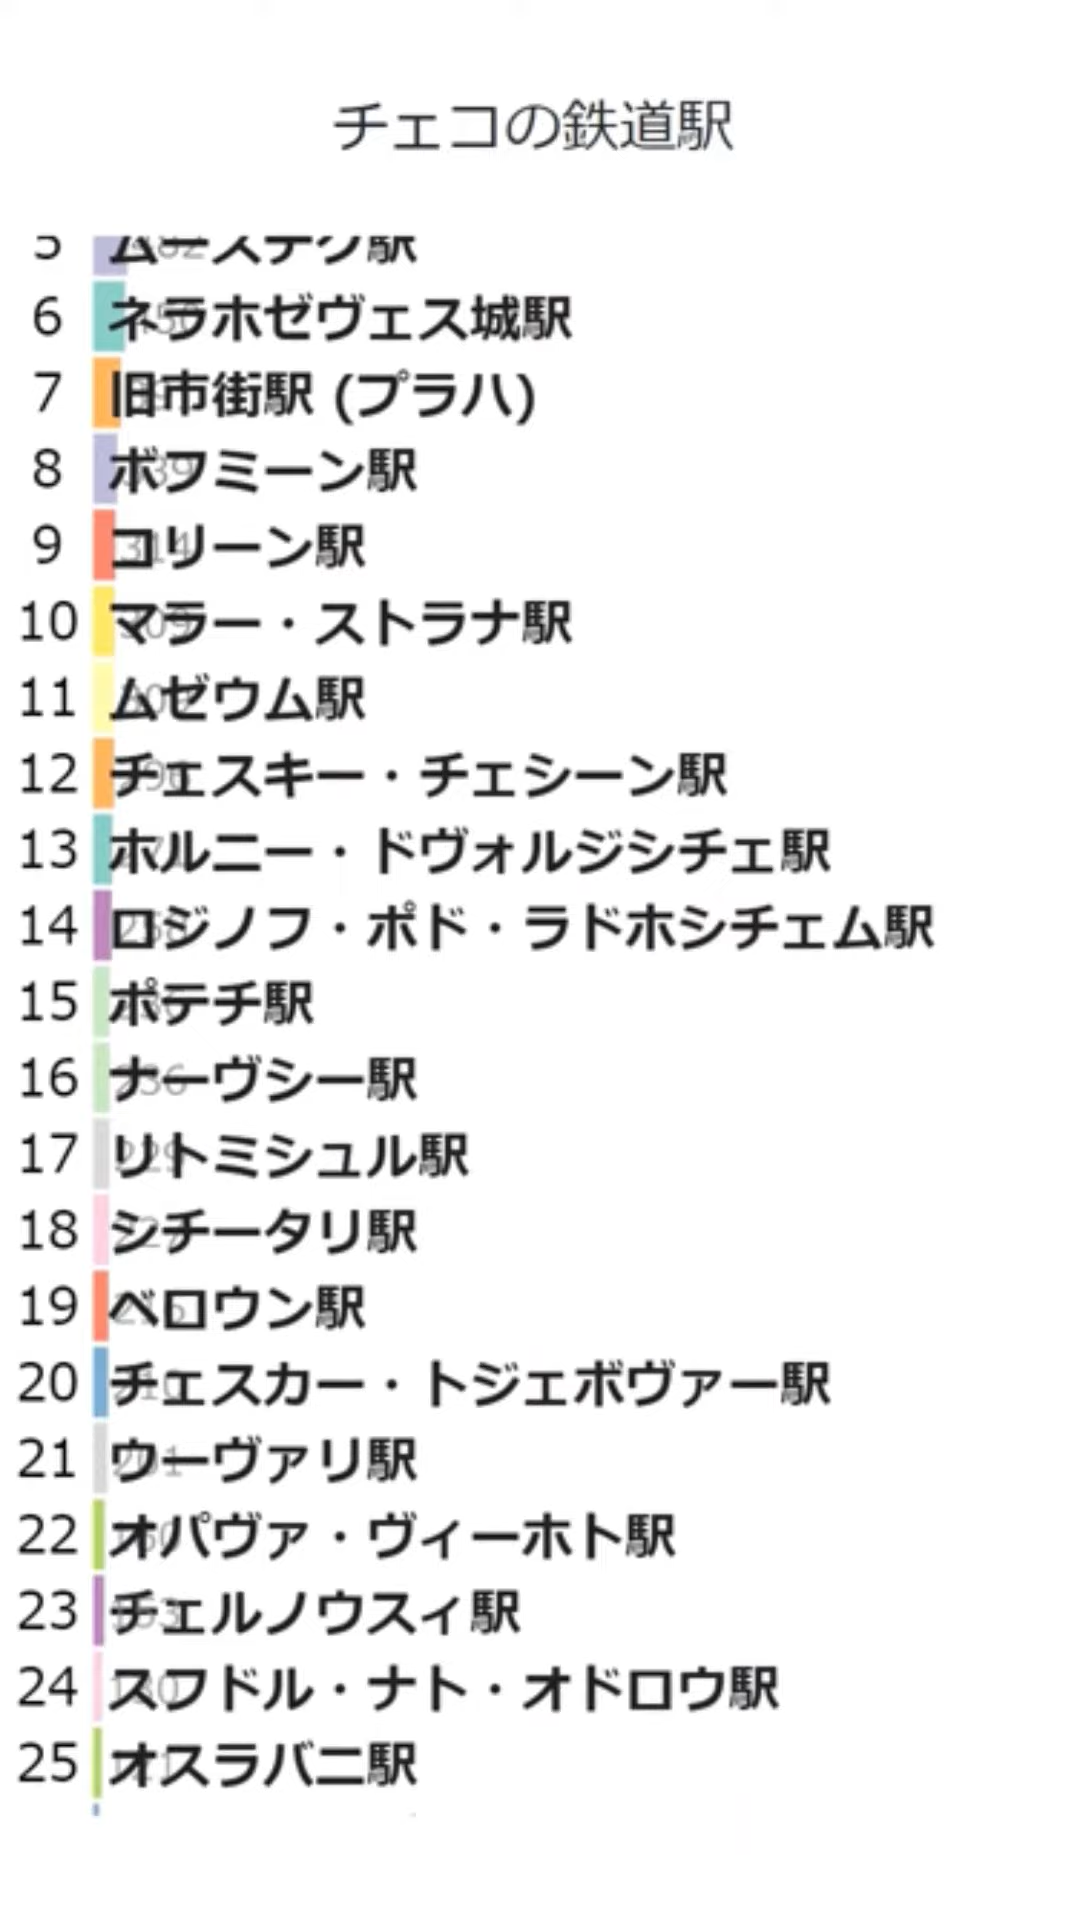 チェコの鉄道駅
5 ムーステク駅
6 ネラホゼヴェス城駅
7 旧市街駅 (プラハ)
8 ボフミーン駅
9 コリーン駅
10 マラー・ストラナ駅
11 ムゼウム駅
12 チェスキー・チェシーン駅
13 ホルニー・ドヴォルジシチェ駅
14 ロジノフ・ポド・ラドホシチェム駅
15 ポテチ駅
16 ナーヴシー駅
17 リトミシュル駅
18 シチータリ駅
19 ベロウン駅
20 チェスカー・トジェボヴァー駅
21 ウーヴァリ駅
22 オパヴァ・ヴィーホト駅
23 チェルノウスィ駅
24 スフドル・ナト・オドロウ駅
25 オスラバニ駅